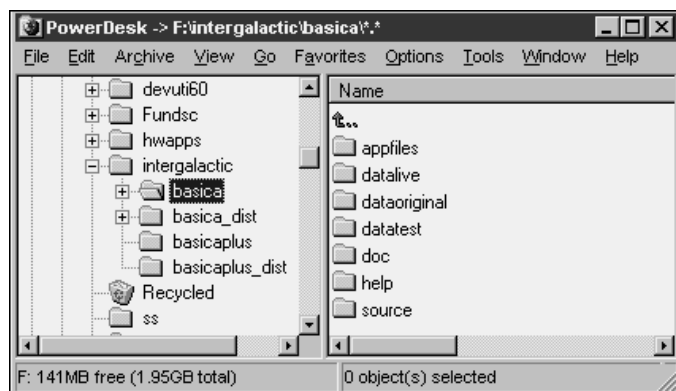 PowerDesk -> F:\intergalactic\basica\*.*
File Edit Archive View Go Favorites Options Tools Window Help
devuti60
Fundsc
hwapps
intergalactic
basica
basica_dist
basicaplus
basicaplus_dist
Recycled
ss
Name
..
appfiles
datalive
dataoriginal
datatest
doc
help
source
F: 141MB free (1.95GB total)
0 object(s) selected